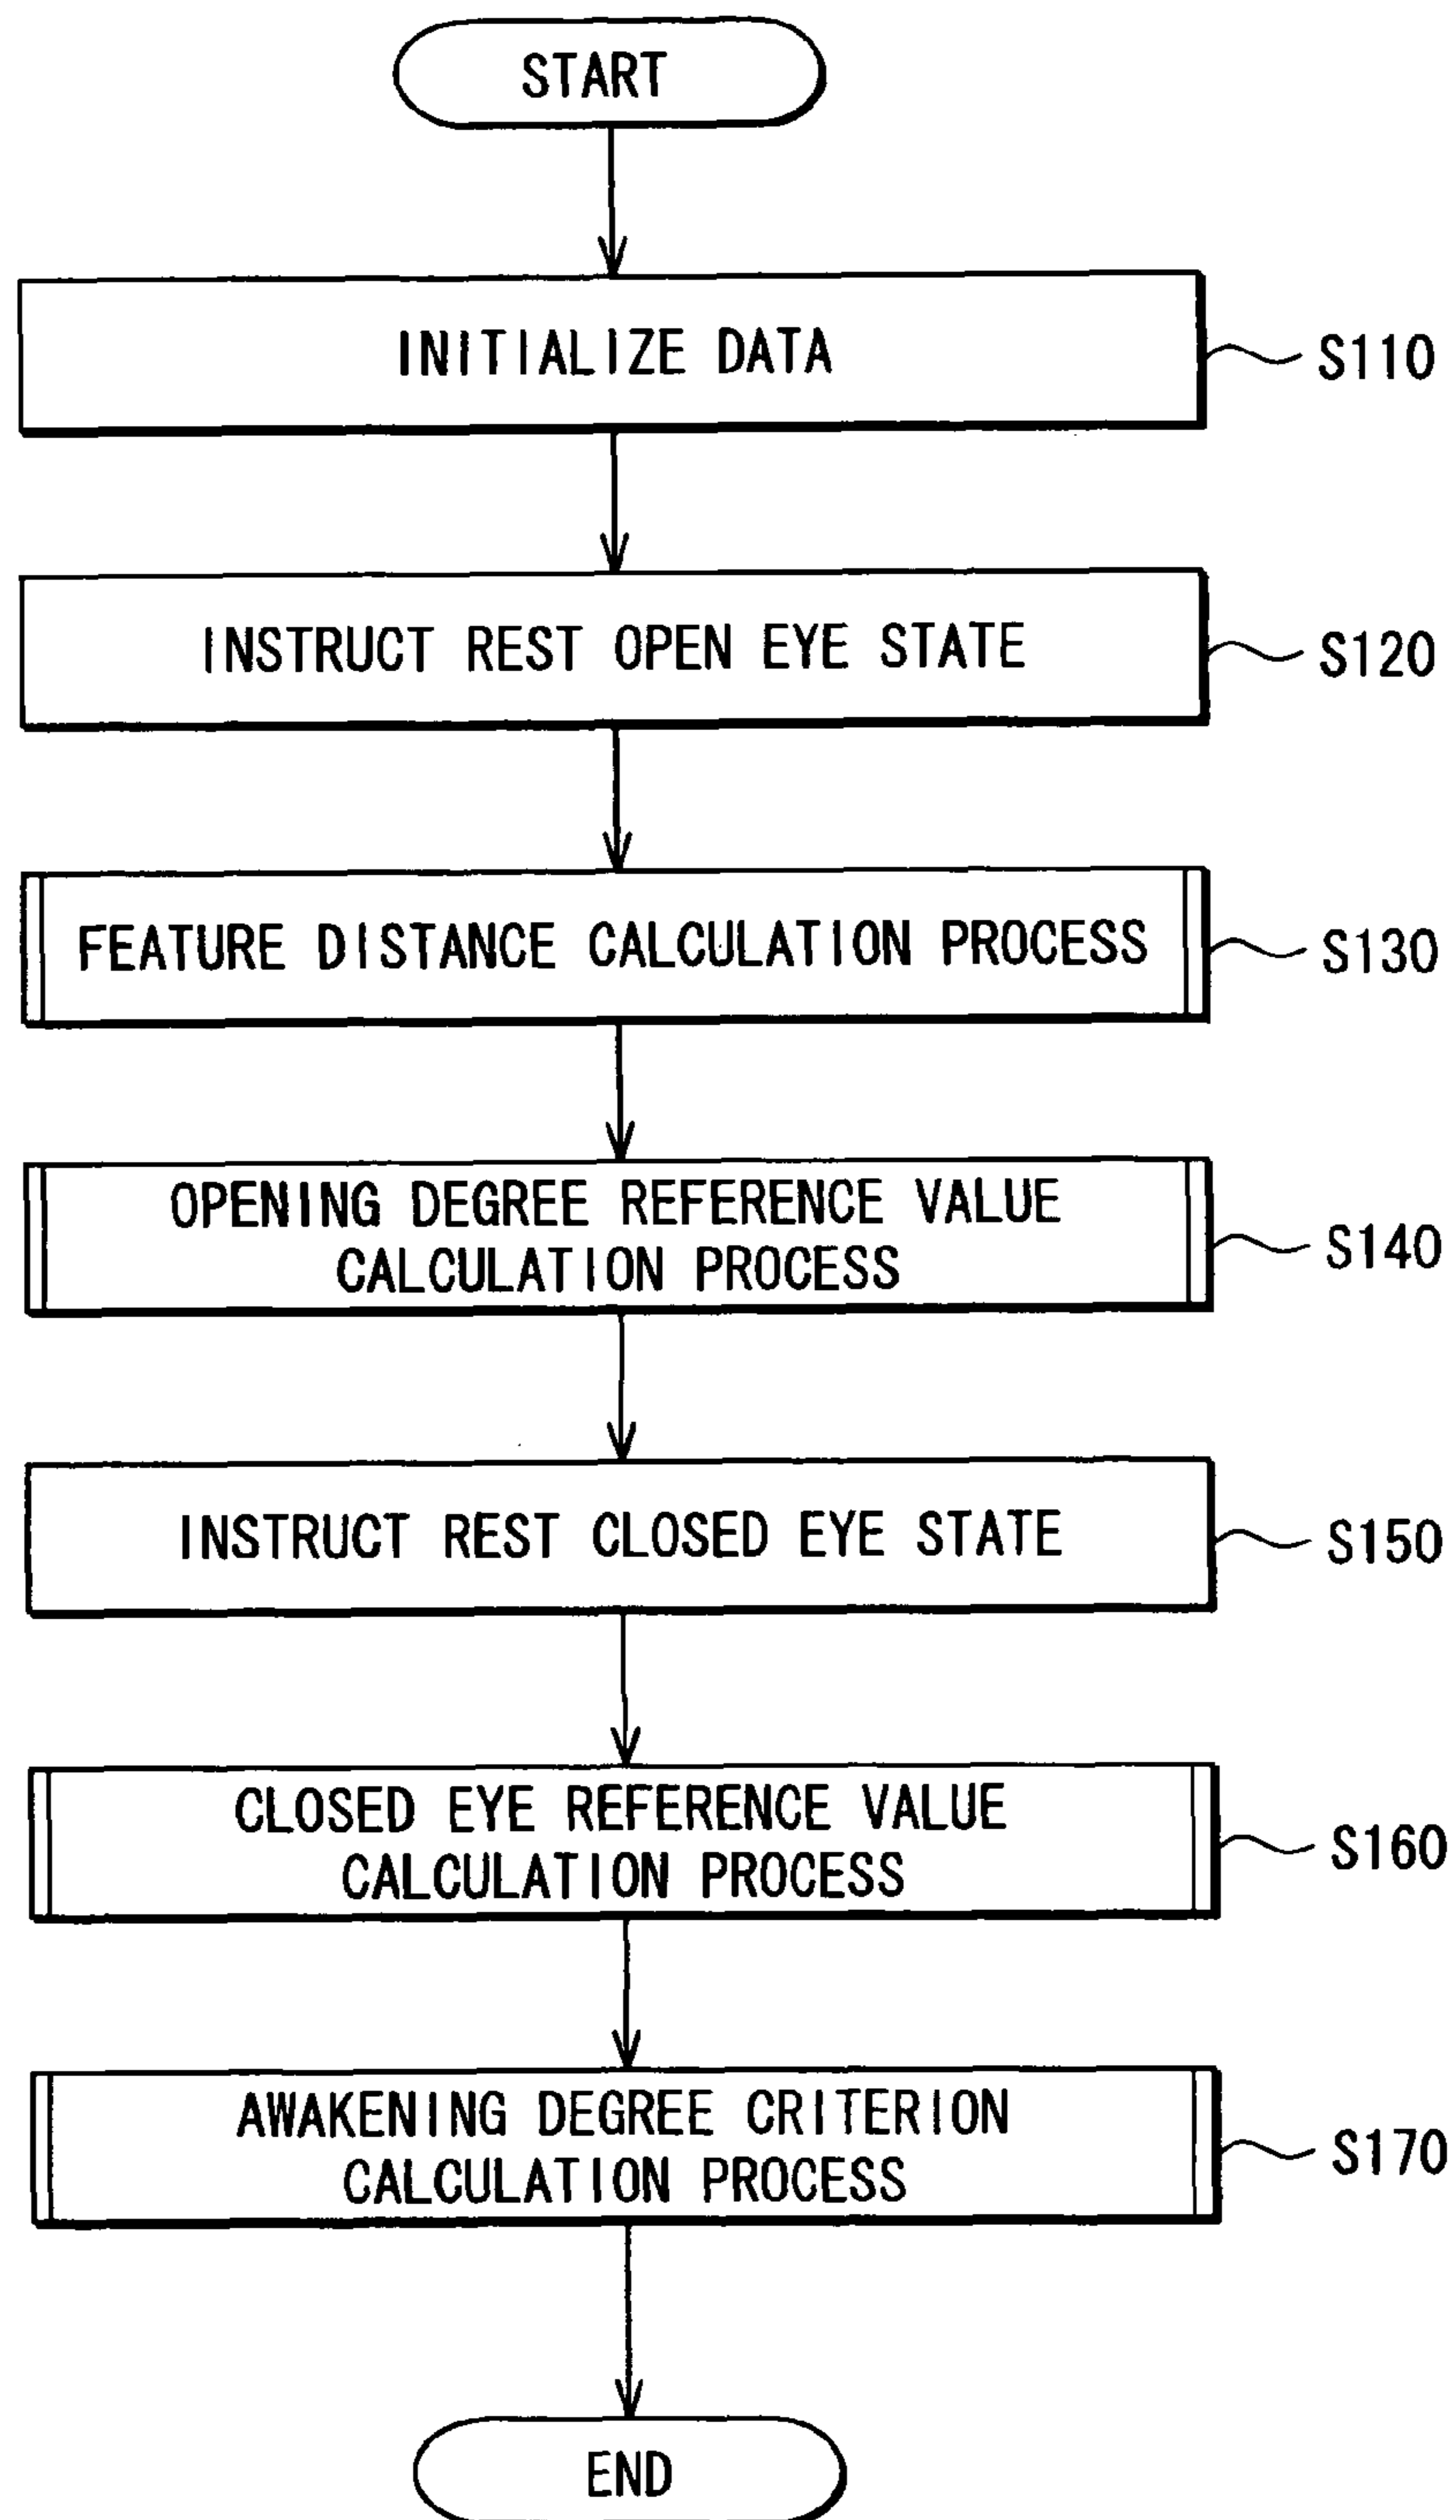 START
INITIALIZE DATA
S110
INSTRUCT REST OPEN EYE STATE
S120
FEATURE DISTANCE CALCULATION PROCESS
S130
OPENING DEGREE REFERENCE VALUE
CALCULATION PROCESS
S140
INSTRUCT REST CLOSED EYE STATE
S150
CLOSED EYE REFERENCE VALUE
CALCULATION PROCESS
S160
AWAKENING DEGREE CRITERION
CALCULATION PROCESS
S170
END